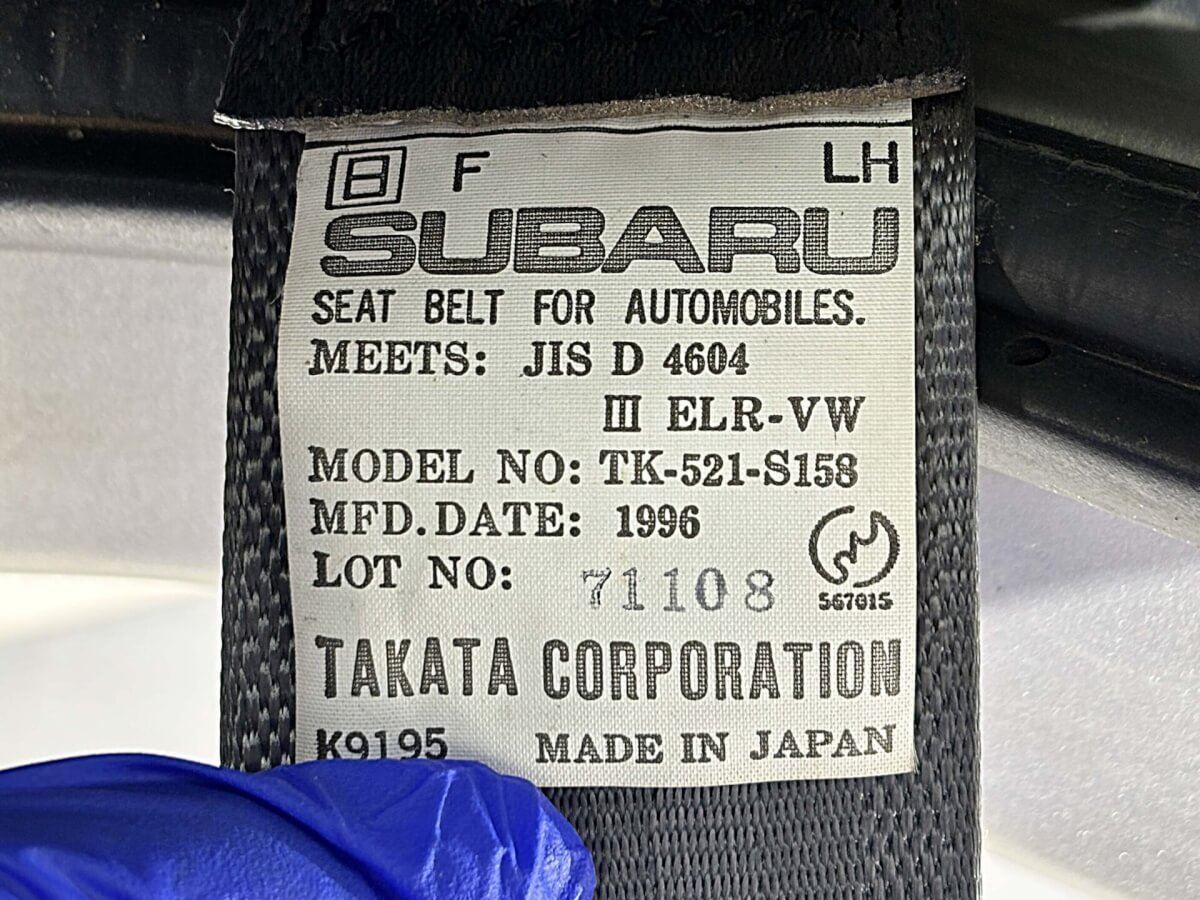 日 F LH
SUBARU
SEAT BELT FOR AUTOMOBILES.
MEETS: JIS D 4604
III ELR-VW
MODEL NO: TK-521-S158
MFD.DATE: 1996
LOT NO: 71108
567015
TAKATA CORPORATION
K9195 MADE IN JAPAN